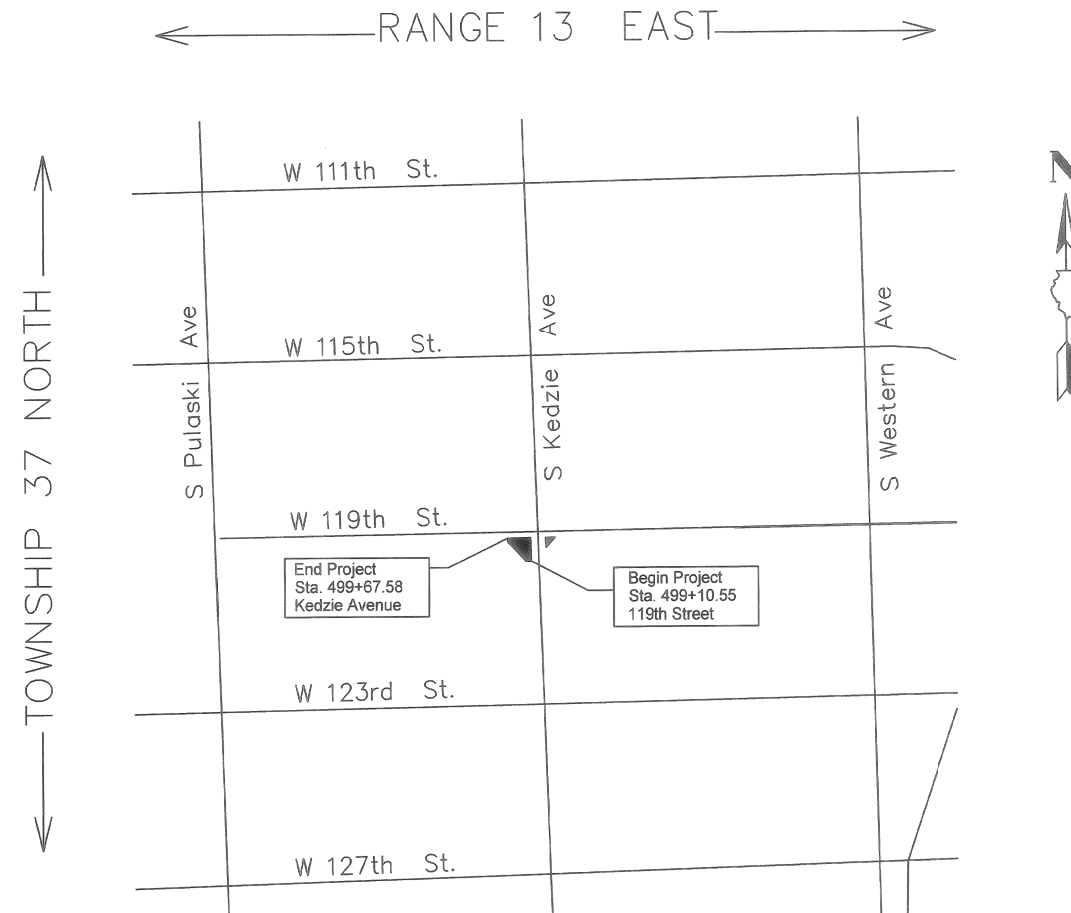 RANGE 13 EAST
N
W 111th St.
TOWNSHIP 37 NORTH
S Pulaski Ave
S Kedzie Ave
S Western Ave
W 115th St.
W 119th St.
End Project
Sta. 499+67.58
Kedzie Avenue
Begin Project
Sta. 499+10.55
119th Street
W 123rd St.
W 127th St.